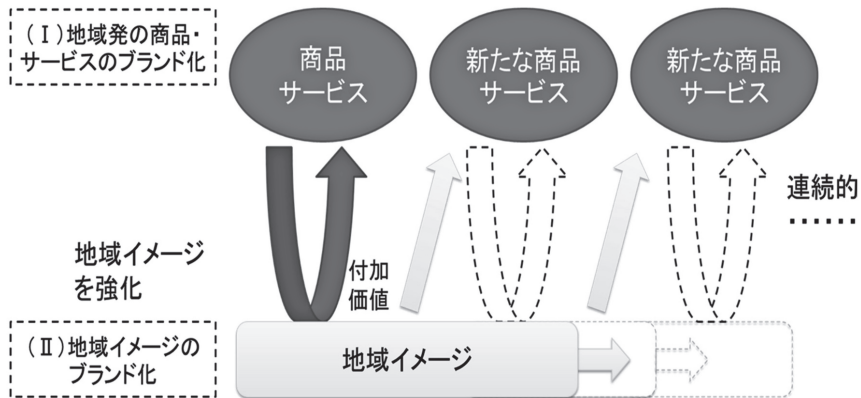 (Ⅰ)地域発の商品・
サービスのブランド化
商品
サービス
新たな商品
サービス
新たな商品
サービス
連続的
……
地域イメージ
を強化
付加
価値
(Ⅱ)地域イメージの
ブランド化
地域イメージ